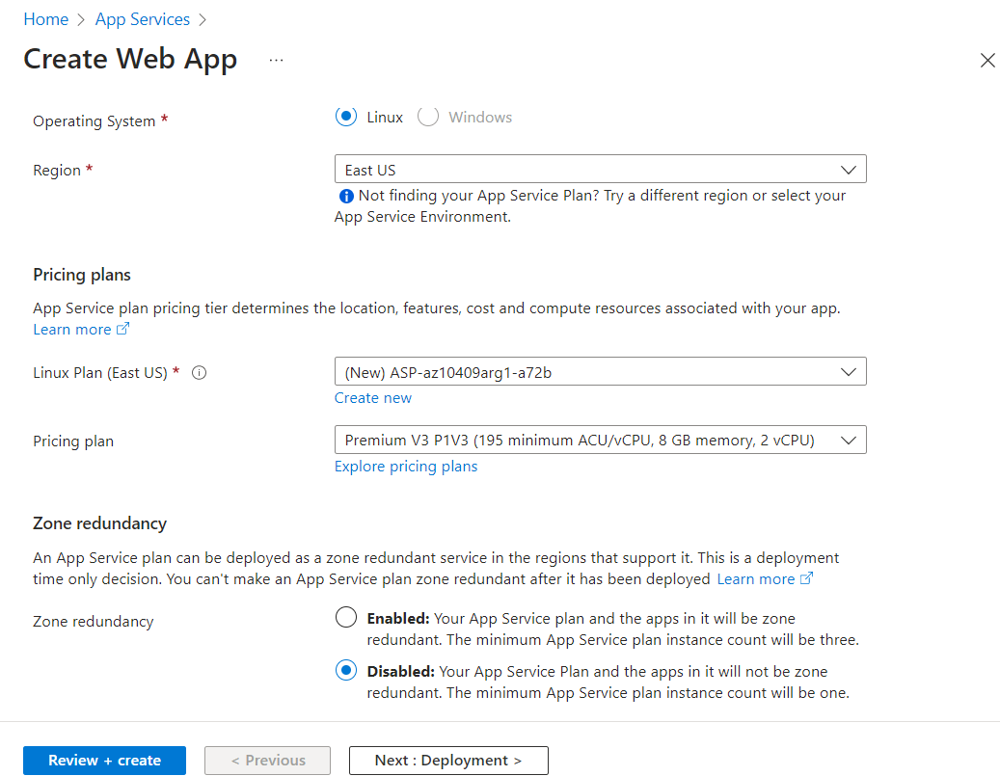 Home > App Services >
Create Web App ...
Operating System * Linux Windows
Region * East US
Not finding your App Service Plan? Try a different region or select your
App Service Environment.
Pricing plans
App Service plan pricing tier determines the location, features, cost and compute resources associated with your app.
Learn more
Linux Plan (East US) * (New) ASP-az10409arg1-a72b
Create new
Pricing plan Premium V3 P1V3 (195 minimum ACU/vCPU, 8 GB memory, 2 vCPU)
Explore pricing plans
Zone redundancy
An App Service plan can be deployed as a zone redundant service in the regions that support it. This is a deployment
time only decision. You can't make an App Service plan zone redundant after it has been deployed Learn more
Zone redundancy Enabled: Your App Service plan and the apps in it will be zone
redundant. The minimum App Service plan instance count will be three.
Disabled: Your App Service Plan and the apps in it will not be zone
redundant. The minimum App Service plan instance count will be one.
Review + create < Previous Next : Deployment >